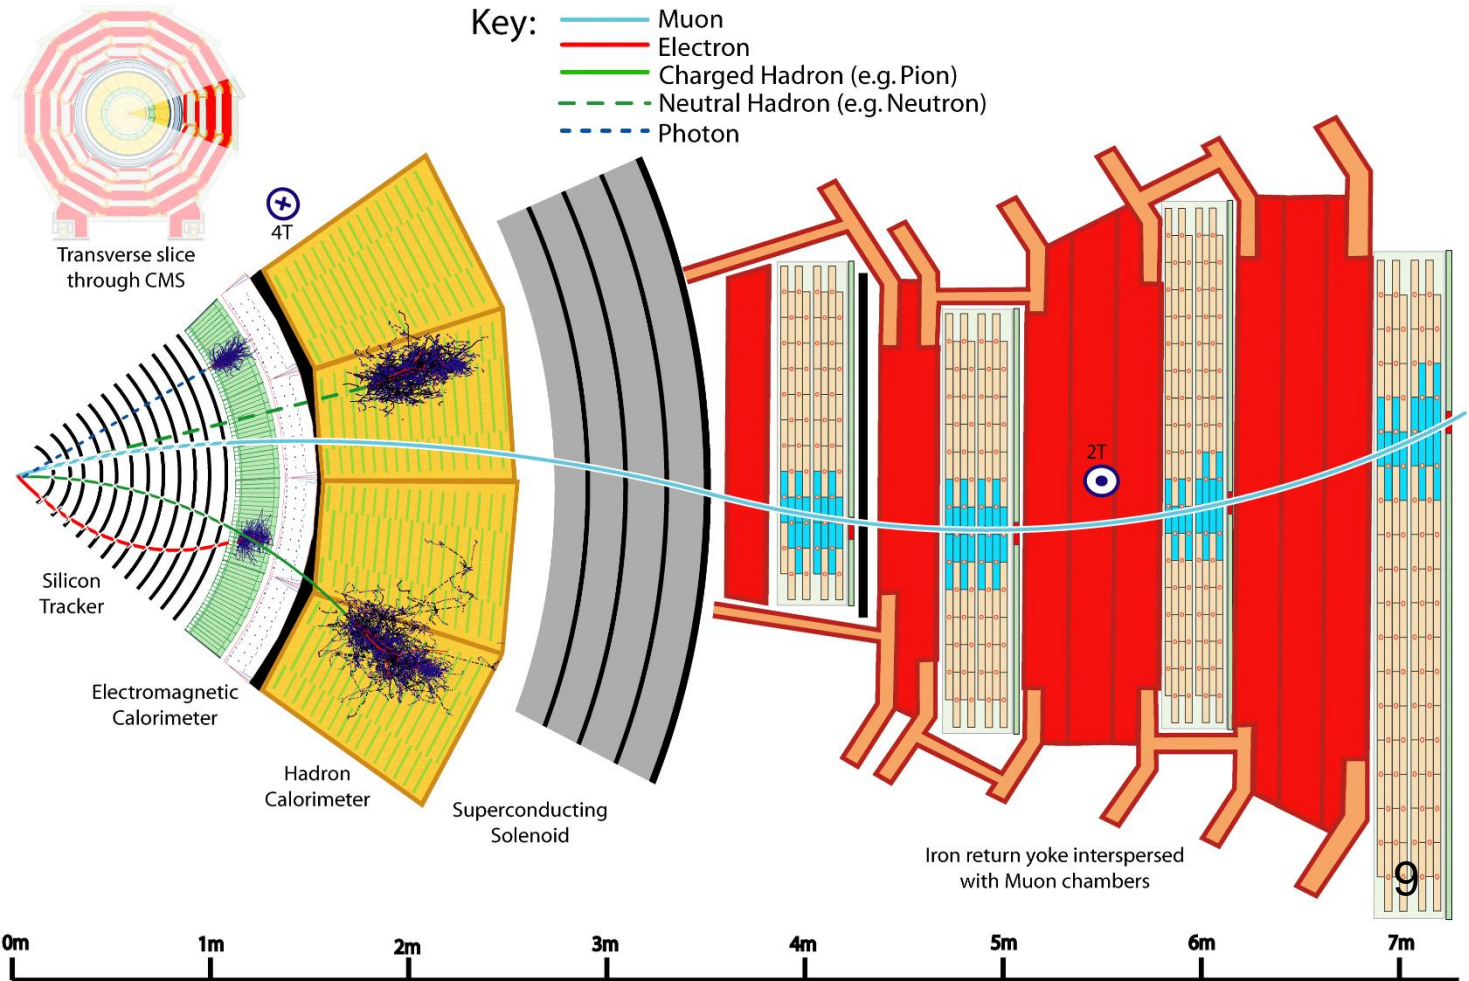 Key:
Muon
Electron
Charged Hadron (e.g. Pion)
Neutral Hadron (e.g. Neutron)
Photon
Transverse slice
through CMS
4T
2T
Silicon
Tracker
Electromagnetic
Calorimeter
Hadron
Calorimeter
Superconducting
Solenoid
Iron return yoke interspersed
with Muon chambers
9
0m 1m 2m 3m 4m 5m 6m 7m